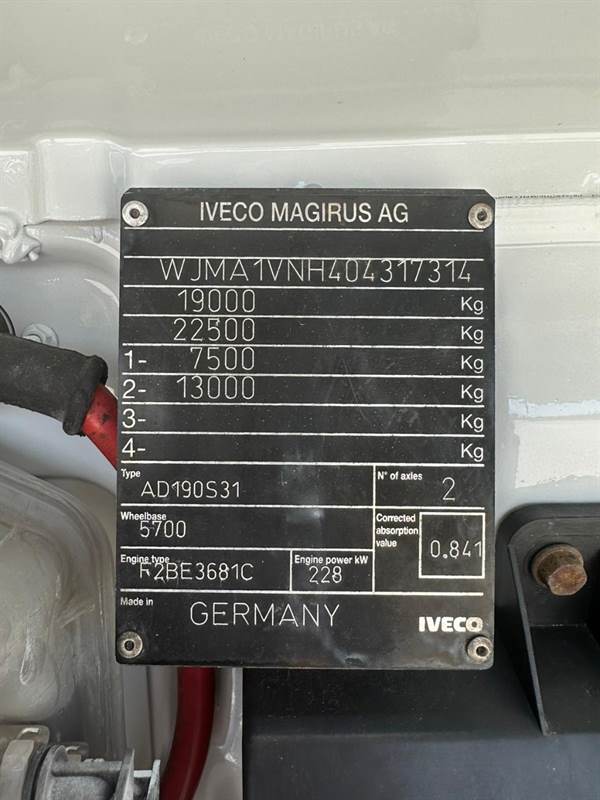 IVECO MAGIRUS AG
WJMA1VNH404317314
19000 Kg
22500 Kg
1- 7500 Kg
2- 13000 Kg
3- Kg
4- Kg
Type AD190S31
N° of axles 2
Wheelbase 5700
Corrected absorption value 0.841
Engine type F2BE3681C
Engine power kW 228
Made in GERMANY
IVECO